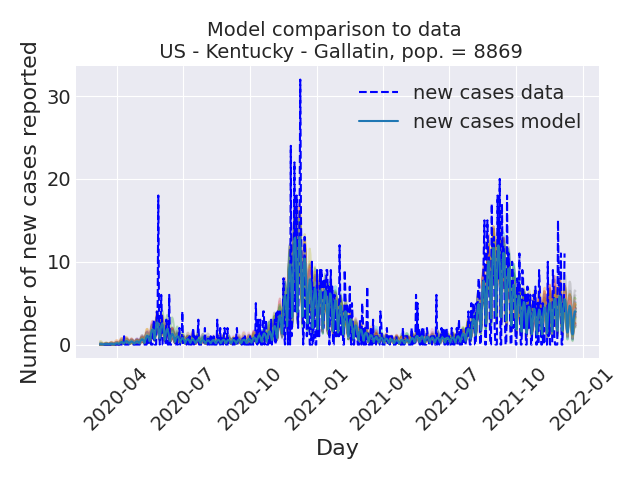 Model comparison to data
US - Kentucky - Gallatin, pop. = 8869
Number of new cases reported
30
20
10
0
new cases data
new cases model
2020-04
2020-07
2020-10
2021-01
2021-04
2021-07
2021-10
2022-01
Day